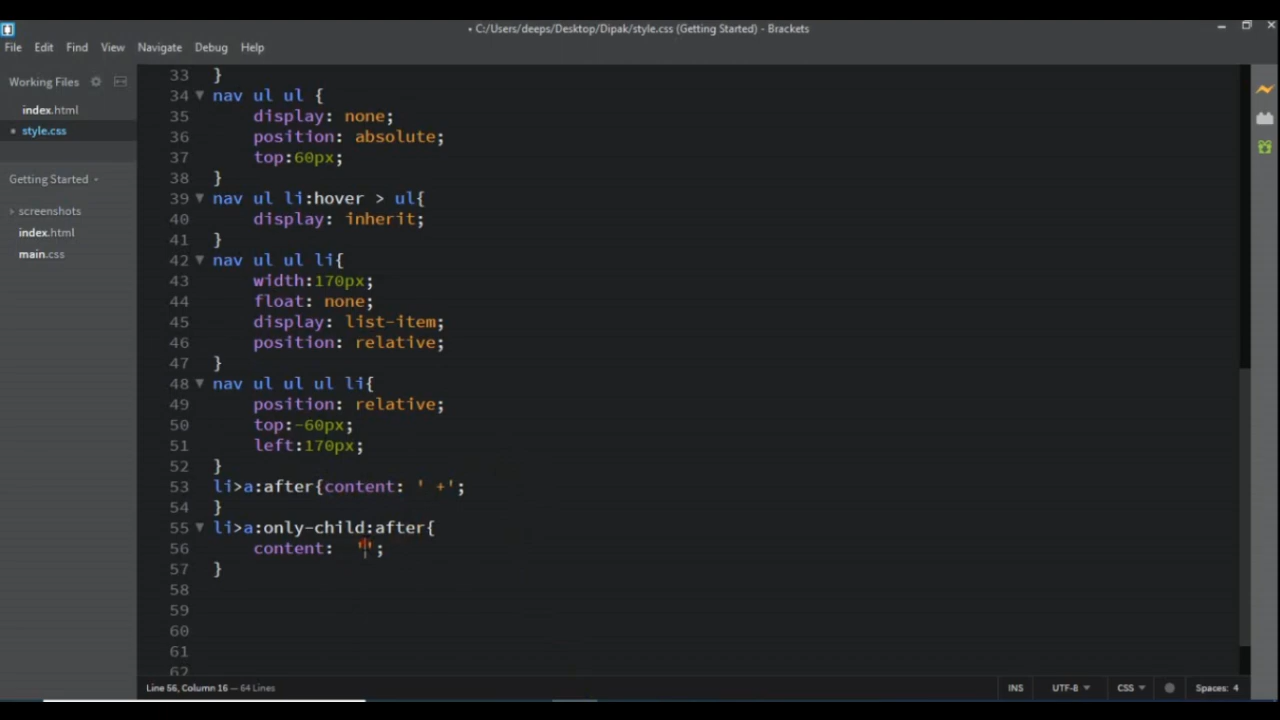 • C:/Users/deeps/Desktop/Dipak/style.css (Getting Started) - Brackets
File Edit Find View Navigate Debug Help
Working Files
index.html
• style.css
Getting Started
screenshots
index.html
main.css
33 }
34 nav ul ul {
35 display: none;
36 position: absolute;
37 top:60px;
38 }
39 nav ul li:hover > ul{
40 display: inherit;
41 }
42 nav ul ul li{
43 width:170px;
44 float: none;
45 display: list-item;
46 position: relative;
47 }
48 nav ul ul ul li{
49 position: relative;
50 top:-60px;
51 left:170px;
52 }
53 li>a:after{content: ' +';
54 }
55 li>a:only-child:after{
56 content:   '';
57 }
58
59
60
61
62
Line 56, Column 16 — 64 Lines
INS UTF-8 CSS Spaces: 4